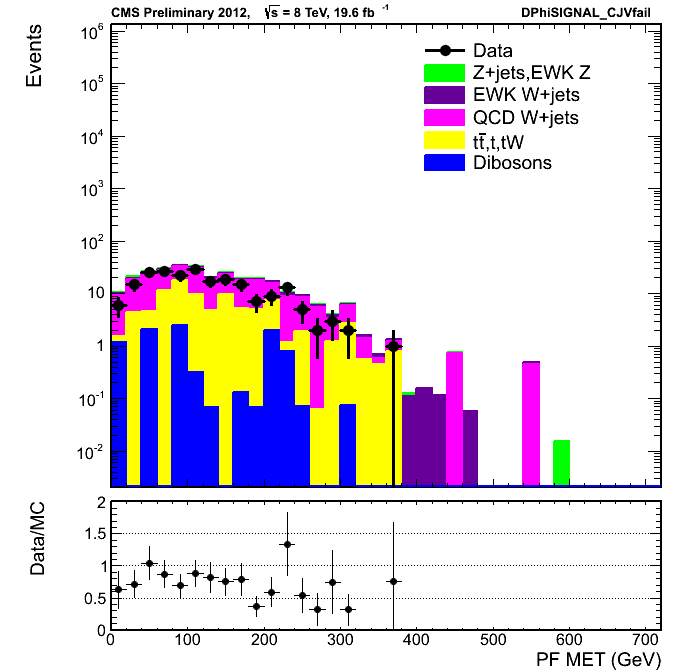 CMS Preliminary 2012, √s = 8 TeV, 19.6 fb⁻¹ DPhiSIGNAL_CJVfail
Events
10⁶
10⁵
10⁴
10³
10²
10
1
10⁻¹
10⁻²
Data
Z+jets,EWK Z
EWK W+jets
QCD W+jets
tt̄,t,tW
Dibosons
Data/MC
2
1.5
1
0.5
0
0 100 200 300 400 500 600 700
PF MET (GeV)